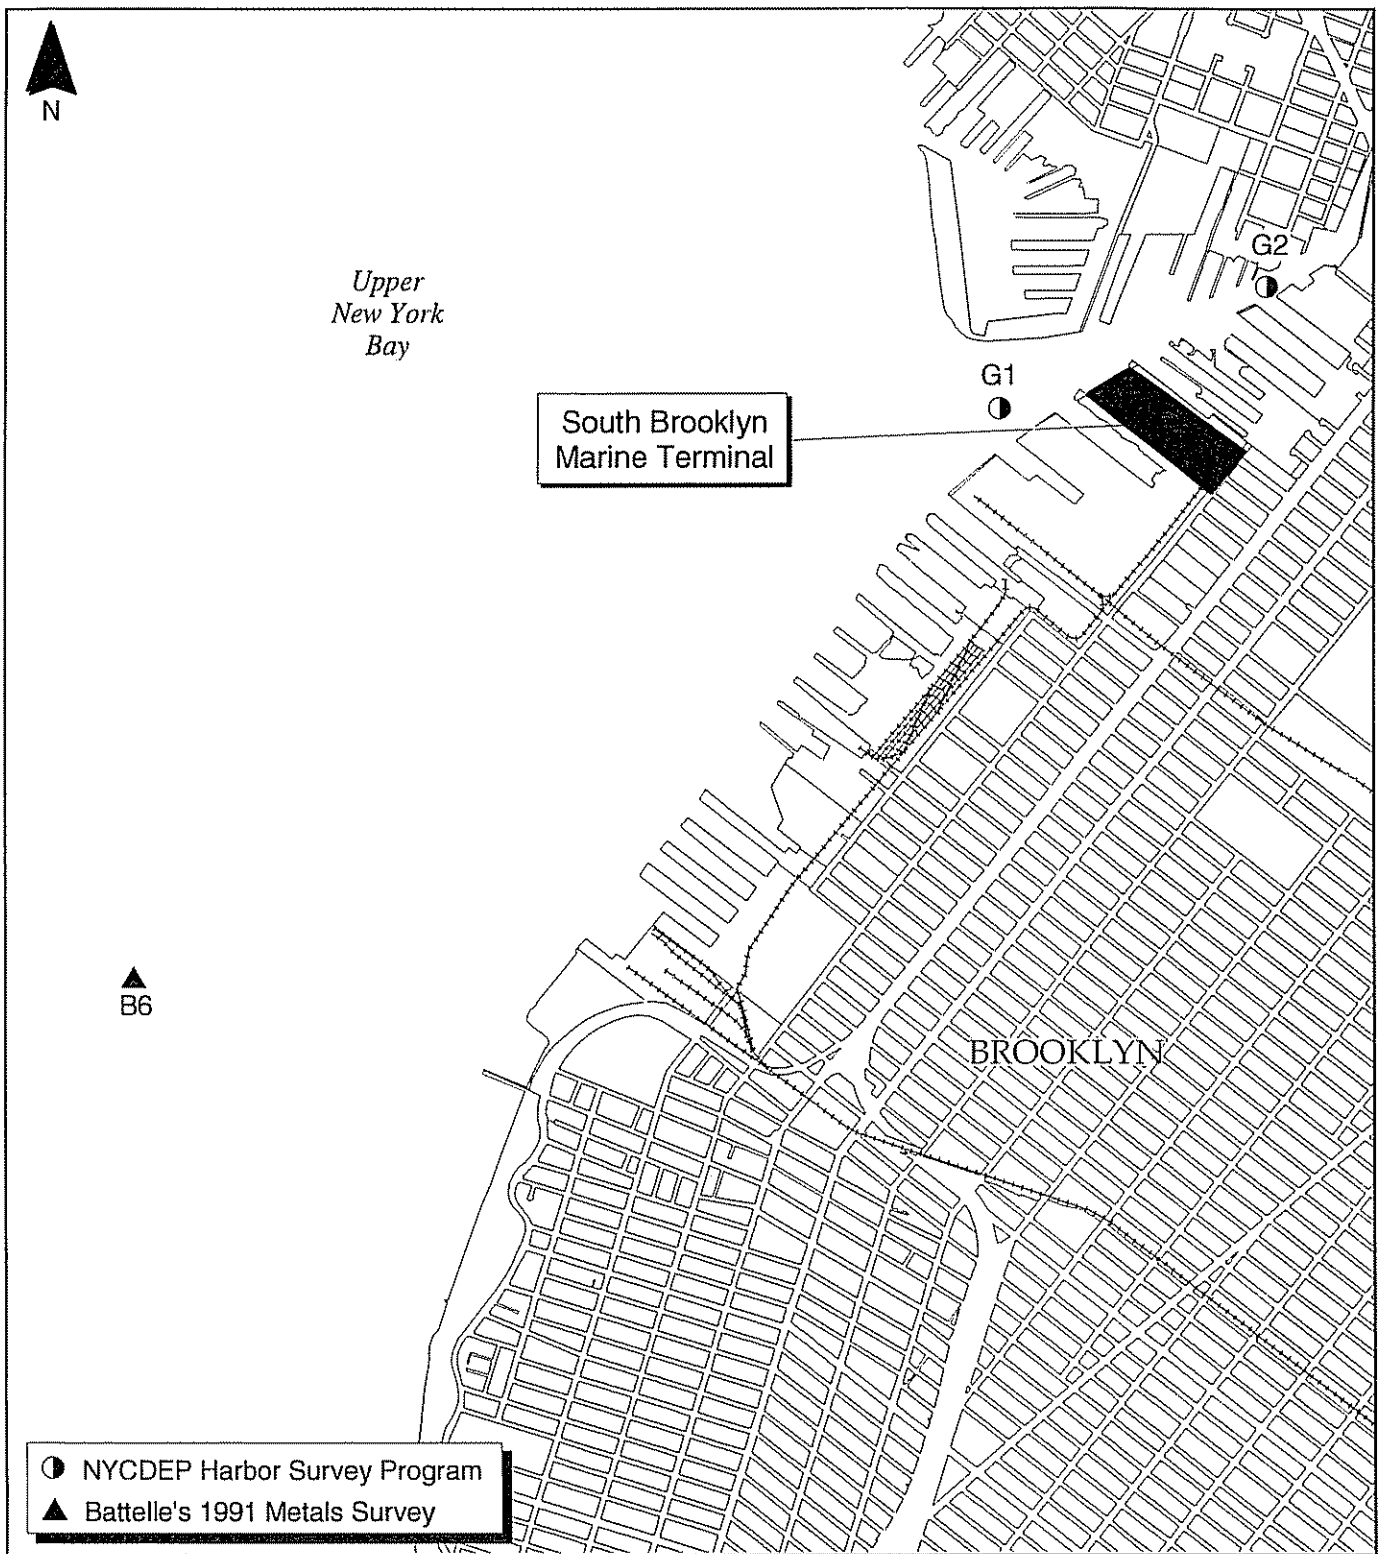 N
Upper
New York
Bay
G2
G1
South Brooklyn
Marine Terminal
B6
BROOKLYN
NYCDEP Harbor Survey Program
Battelle's 1991 Metals Survey